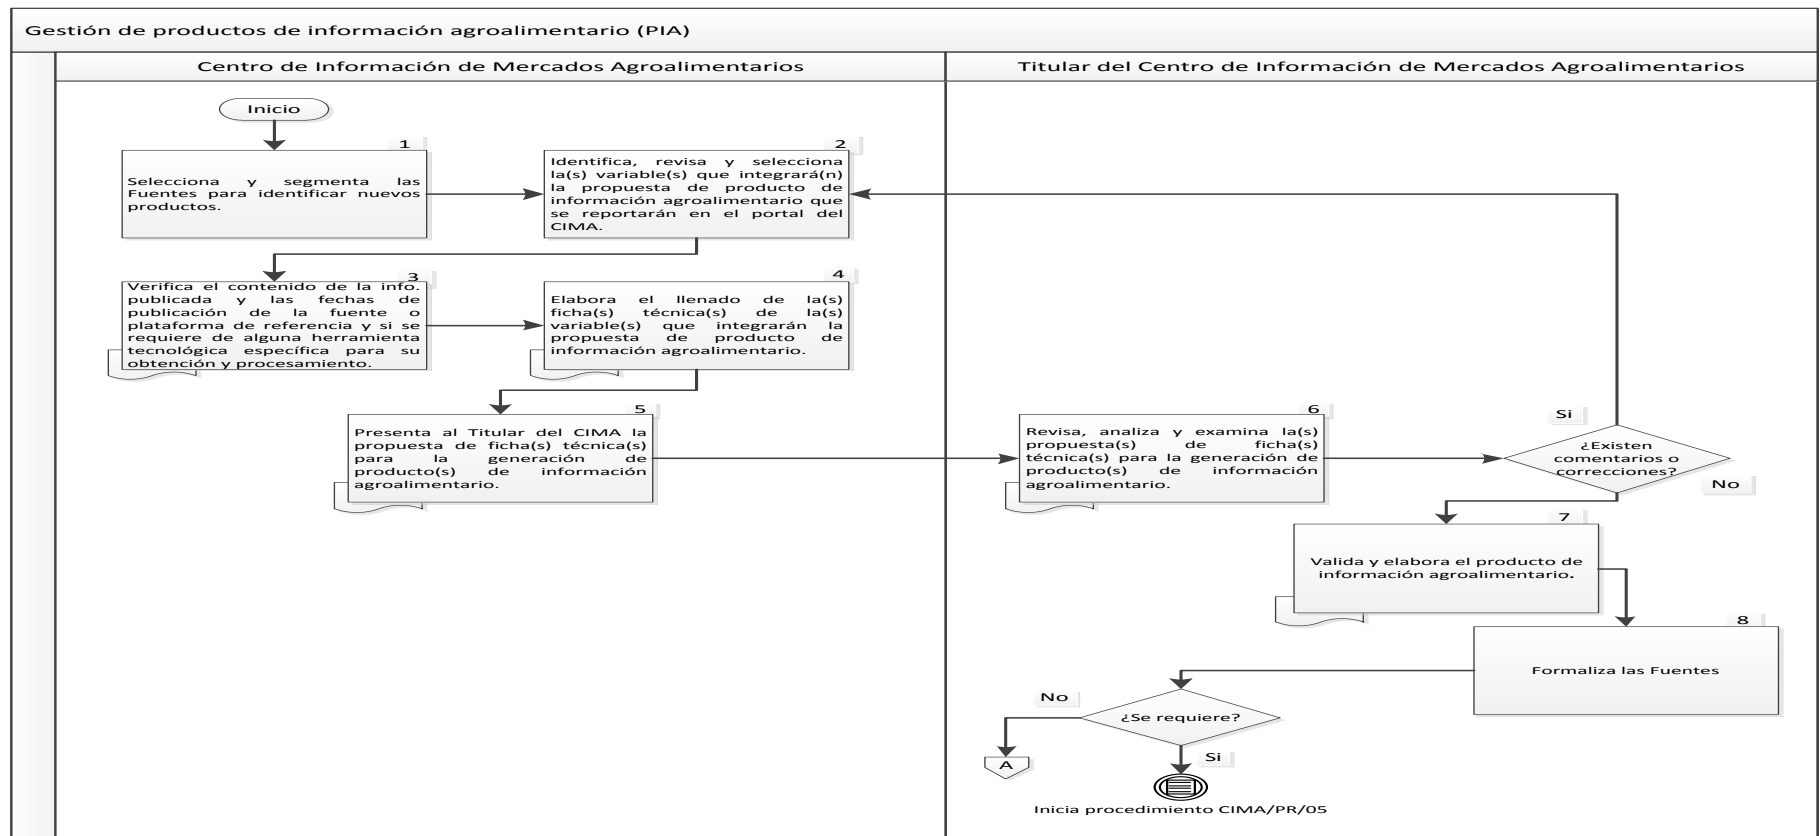 Gestión de productos de información agroalimentario (PIA)
Centro de Información de Mercados Agroalimentarios
Titular del Centro de Información de Mercados Agroalimentarios
Inicio
1
Selecciona y segmenta las
Fuentes para identificar nuevos
productos.
2
Identifica, revisa y selecciona
la(s) variable(s) que integrará(n)
la propuesta de producto de
información agroalimentario que
se reportarán en el portal del
CIMA.
3
Verifica el contenido de la info.
publicada y las fechas de
publicación de la fuente o
plataforma de referencia y si se
requiere de alguna herramienta
tecnológica específica para su
obtención y procesamiento.
4
Elabora el llenado de la(s)
ficha(s) técnica(s) de la(s)
variable(s) que integrarán la
propuesta de producto de
información agroalimentario.
5
Presenta al Titular del CIMA la
propuesta de ficha(s) técnica(s)
para la generación de
producto(s) de información
agroalimentario.
6
Revisa, analiza y examina la(s)
propuesta(s) de ficha(s)
técnica(s) para la generación de
producto(s) de información
agroalimentario.
Si
¿Existen
comentarios o
correcciones?
No
7
Valida y elabora el producto de
información agroalimentario.
8
Formaliza las Fuentes
No
¿Se requiere?
A
Si
Inicia procedimiento CIMA/PR/05